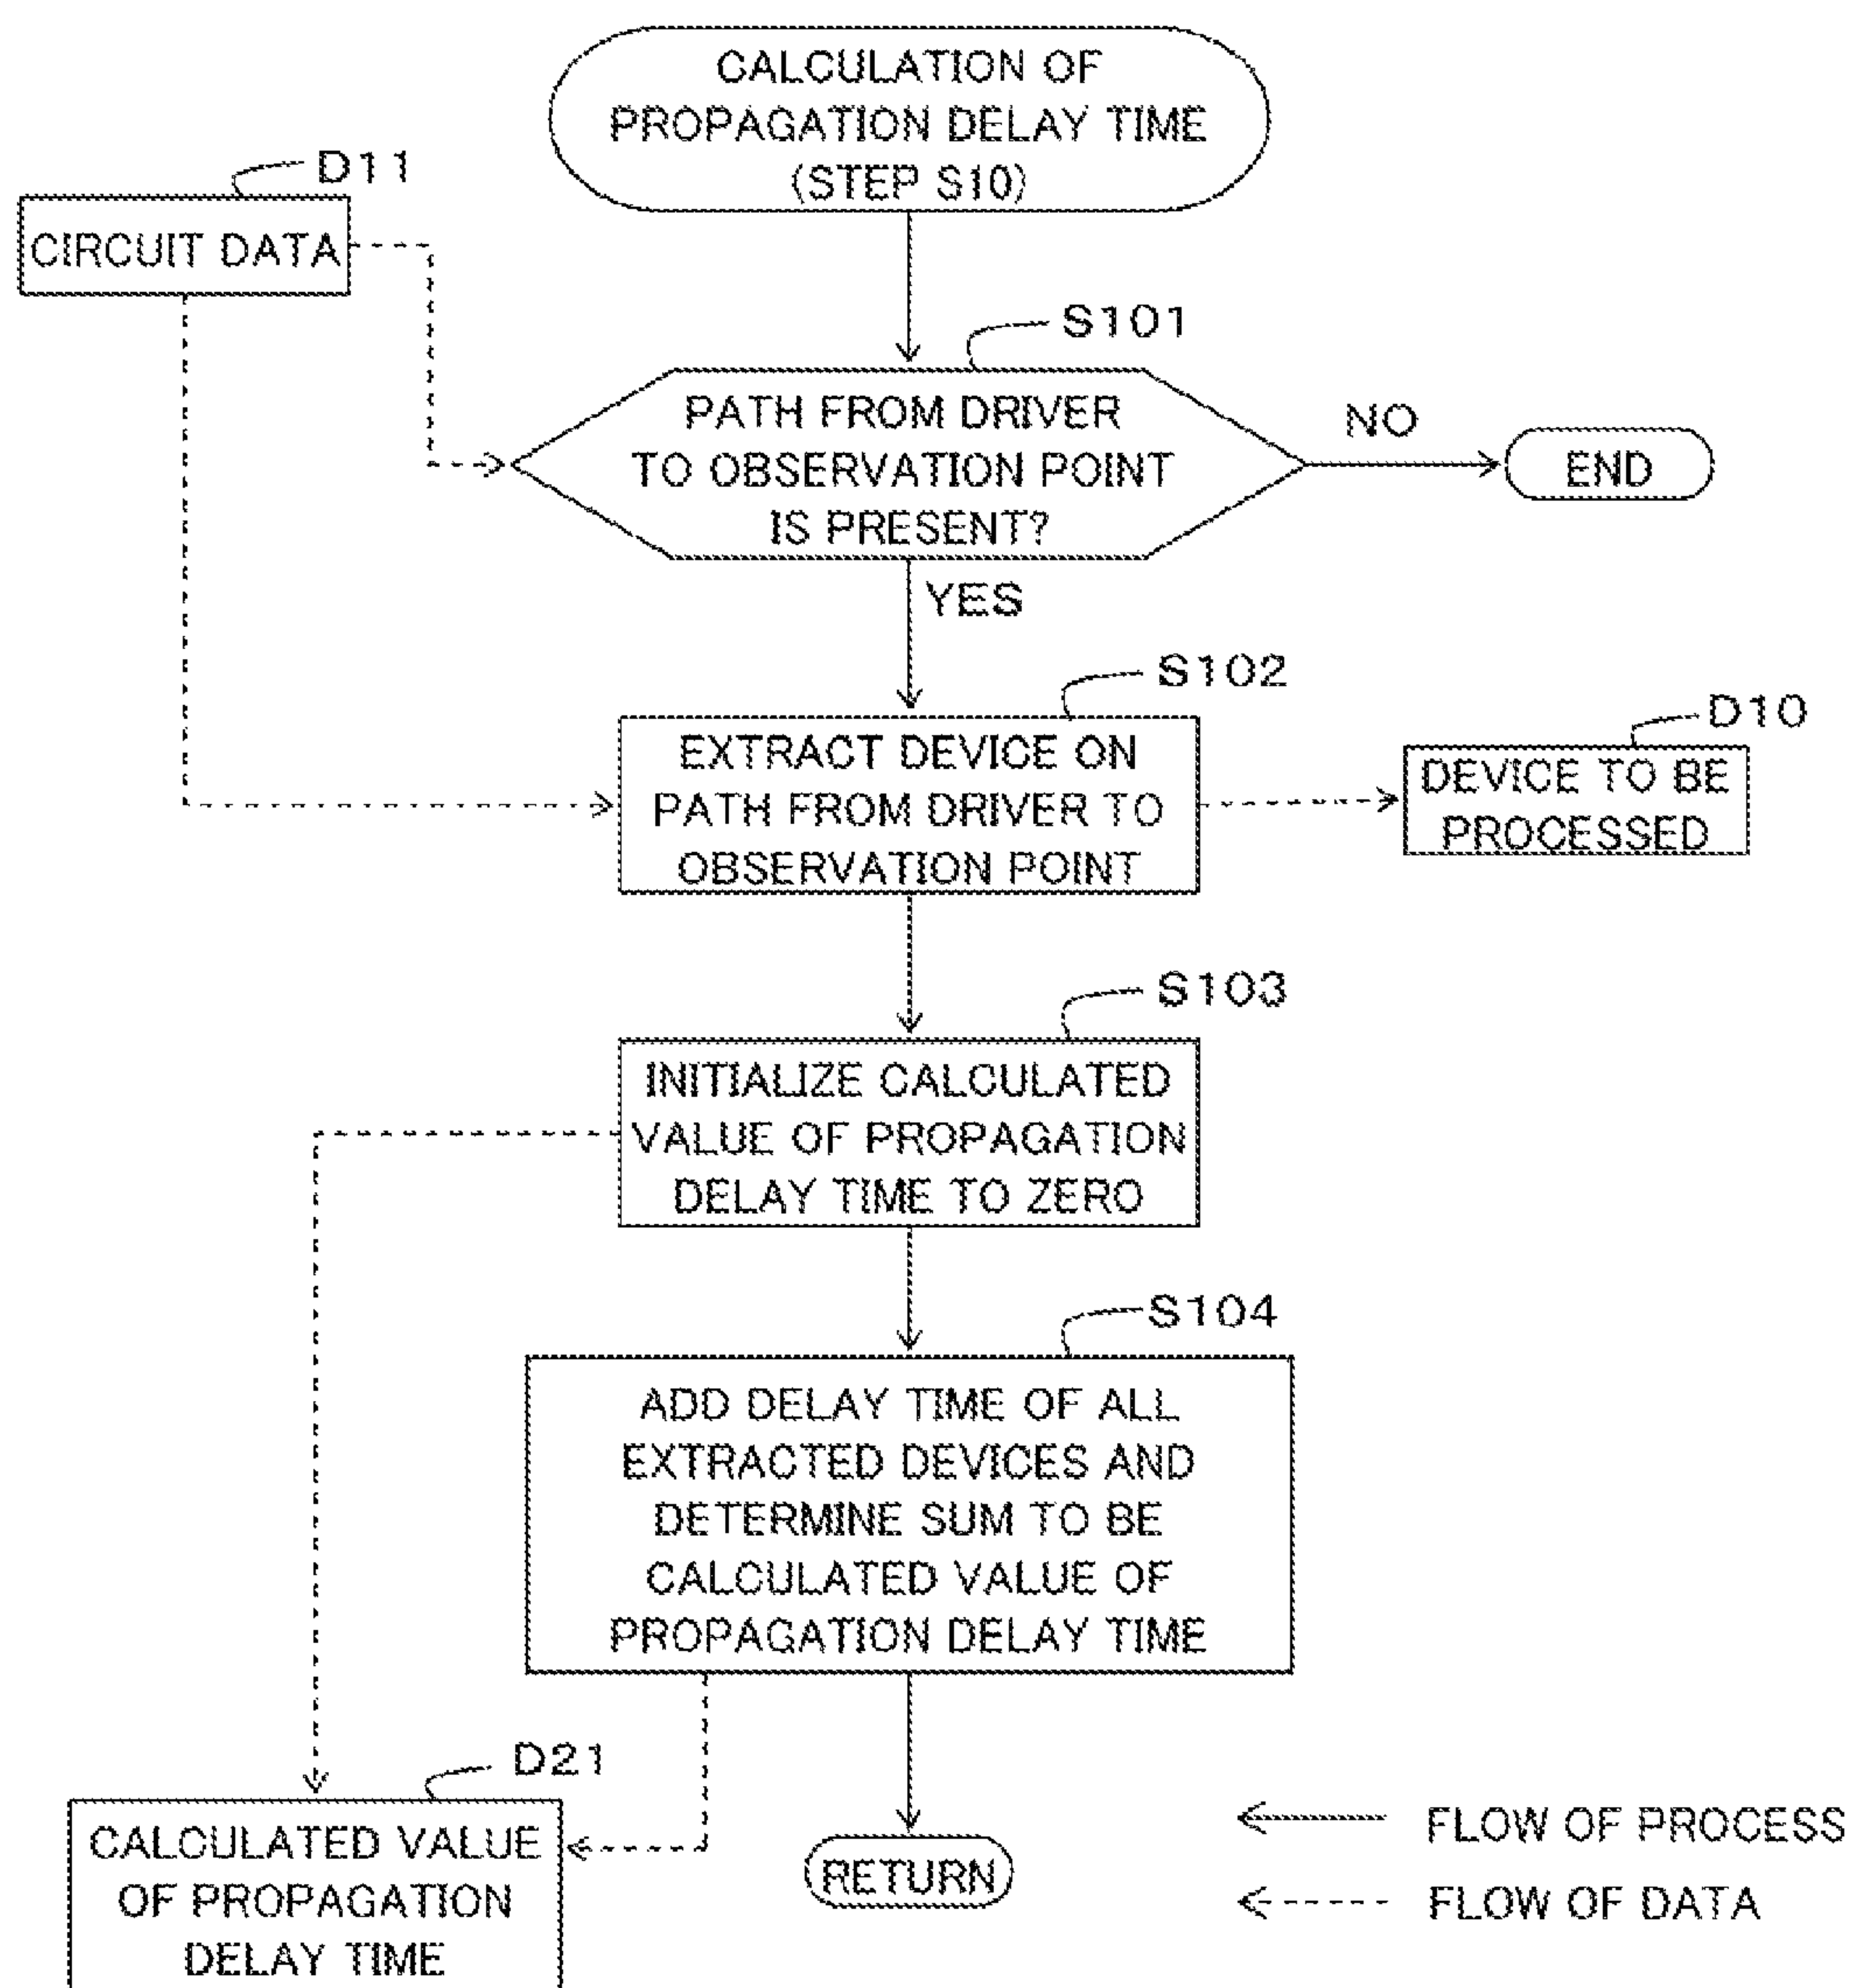 CALCULATION OF
PROPAGATION DELAY TIME
(STEP S10)
D11
CIRCUIT DATA
S101
PATH FROM DRIVER
TO OBSERVATION POINT
IS PRESENT?
NO
END
YES
S102
EXTRACT DEVICE ON
PATH FROM DRIVER TO
OBSERVATION POINT
D10
DEVICE TO BE
PROCESSED
S103
INITIALIZE CALCULATED
VALUE OF PROPAGATION
DELAY TIME TO ZERO
S104
ADD DELAY TIME OF ALL
EXTRACTED DEVICES AND
DETERMINE SUM TO BE
CALCULATED VALUE OF
PROPAGATION DELAY TIME
D21
CALCULATED VALUE
OF PROPAGATION
DELAY TIME
RETURN
FLOW OF PROCESS
FLOW OF DATA